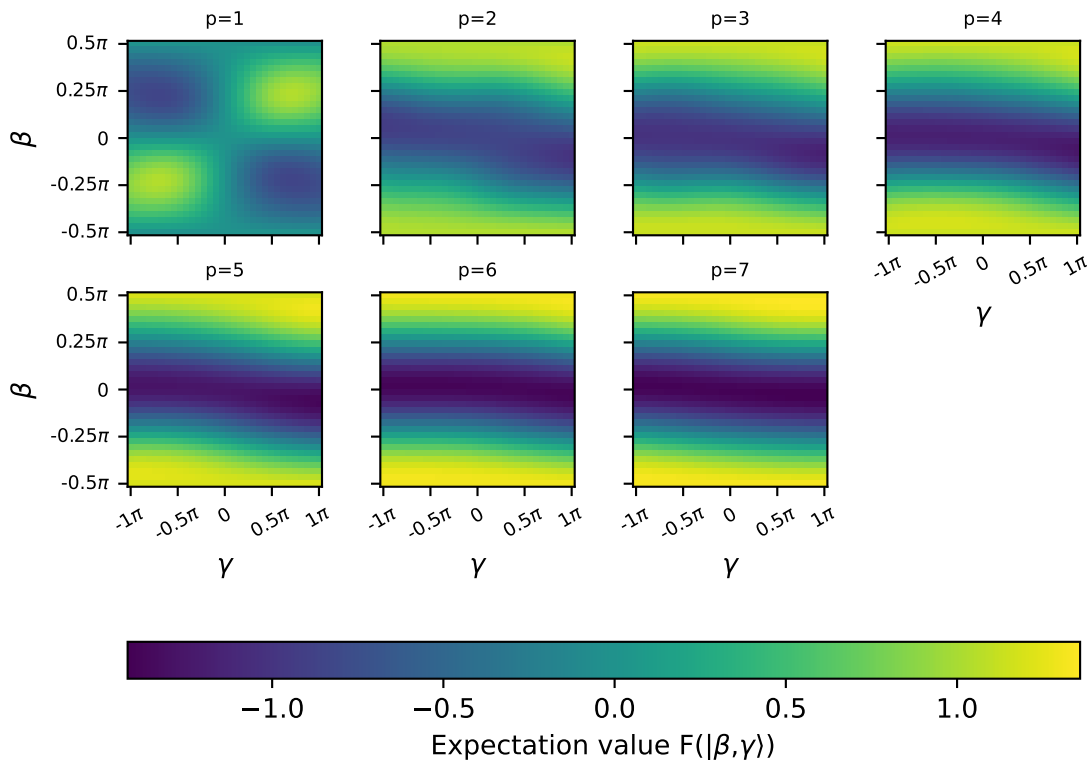 p=1
p=2
p=3
p=4
0.5π
0.25π
0
-0.25π
-0.5π
β
-1π
-0.5π
0
0.5π
1π
γ
p=5
p=6
p=7
0.5π
0.25π
0
-0.25π
-0.5π
β
-1π
-0.5π
0
0.5π
1π
γ
-1π
-0.5π
0
0.5π
1π
γ
-1π
-0.5π
0
0.5π
1π
γ
−1.0
−0.5
0.0
0.5
1.0
Expectation value F(|β,γ⟩)